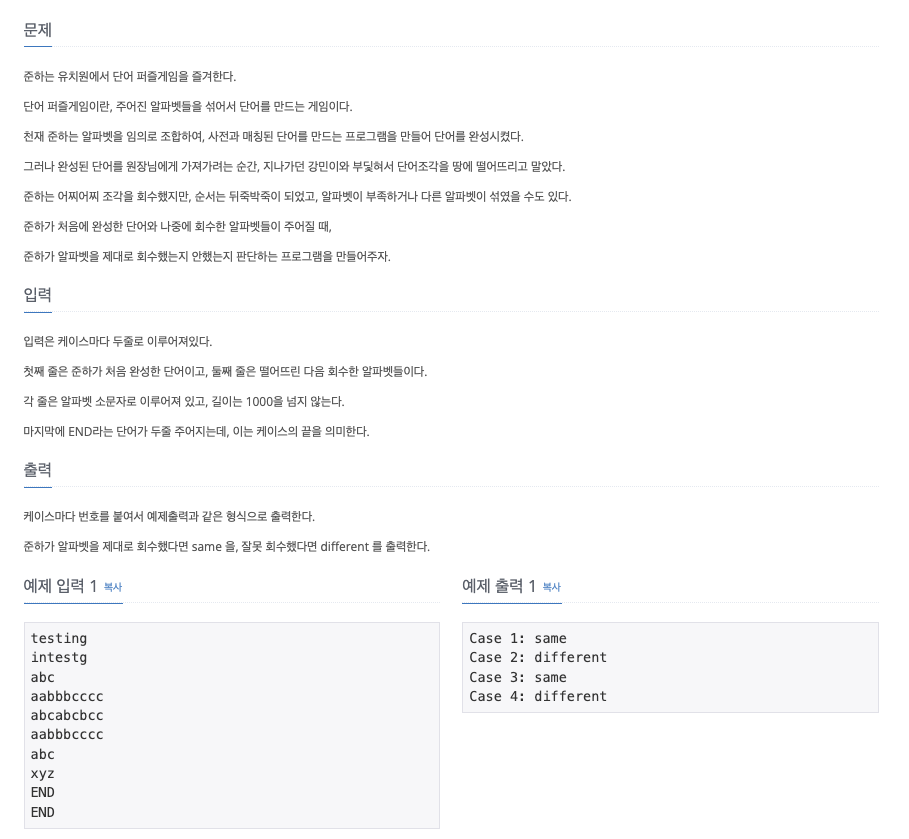 문제
준하는 유치원에서 단어 퍼즐게임을 즐겨한다.
단어 퍼즐게임이란, 주어진 알파벳들을 섞어서 단어를 만드는 게임이다.
천재 준하는 알파벳을 임의로 조합하여, 사전과 매칭된 단어를 만드는 프로그램을 만들어 단어를 완성시켰다.
그러나 완성된 단어를 원장님에게 가져가려는 순간, 지나가던 강민이와 부딪혀서 단어조각을 땅에 떨어뜨리고 말았다.
준하는 어찌어찌 조각을 회수했지만, 순서는 뒤죽박죽이 되었고, 알파벳이 부족하거나 다른 알파벳이 섞였을 수도 있다.
준하가 처음에 완성한 단어와 나중에 회수한 알파벳들이 주어질 때,
준하가 알파벳을 제대로 회수했는지 안했는지 판단하는 프로그램을 만들어주자.
입력
입력은 케이스마다 두줄로 이루어져있다.
첫째 줄은 준하가 처음 완성한 단어이고, 둘째 줄은 떨어뜨린 다음 회수한 알파벳들이다.
각 줄은 알파벳 소문자로 이루어져 있고, 길이는 1000을 넘지 않는다.
마지막에 END라는 단어가 두줄 주어지는데, 이는 케이스의 끝을 의미한다.
출력
케이스마다 번호를 붙여서 예제출력과 같은 형식으로 출력한다.
준하가 알파벳을 제대로 회수했다면 same 을, 잘못 회수했다면 different 를 출력한다.
예제 입력 1 복사
testing
intestg
abc
aabbbcccc
abcabcbcc
aabbbcccc
abc
xyz
END
END
예제 출력 1 복사
Case 1: same
Case 2: different
Case 3: same
Case 4: different